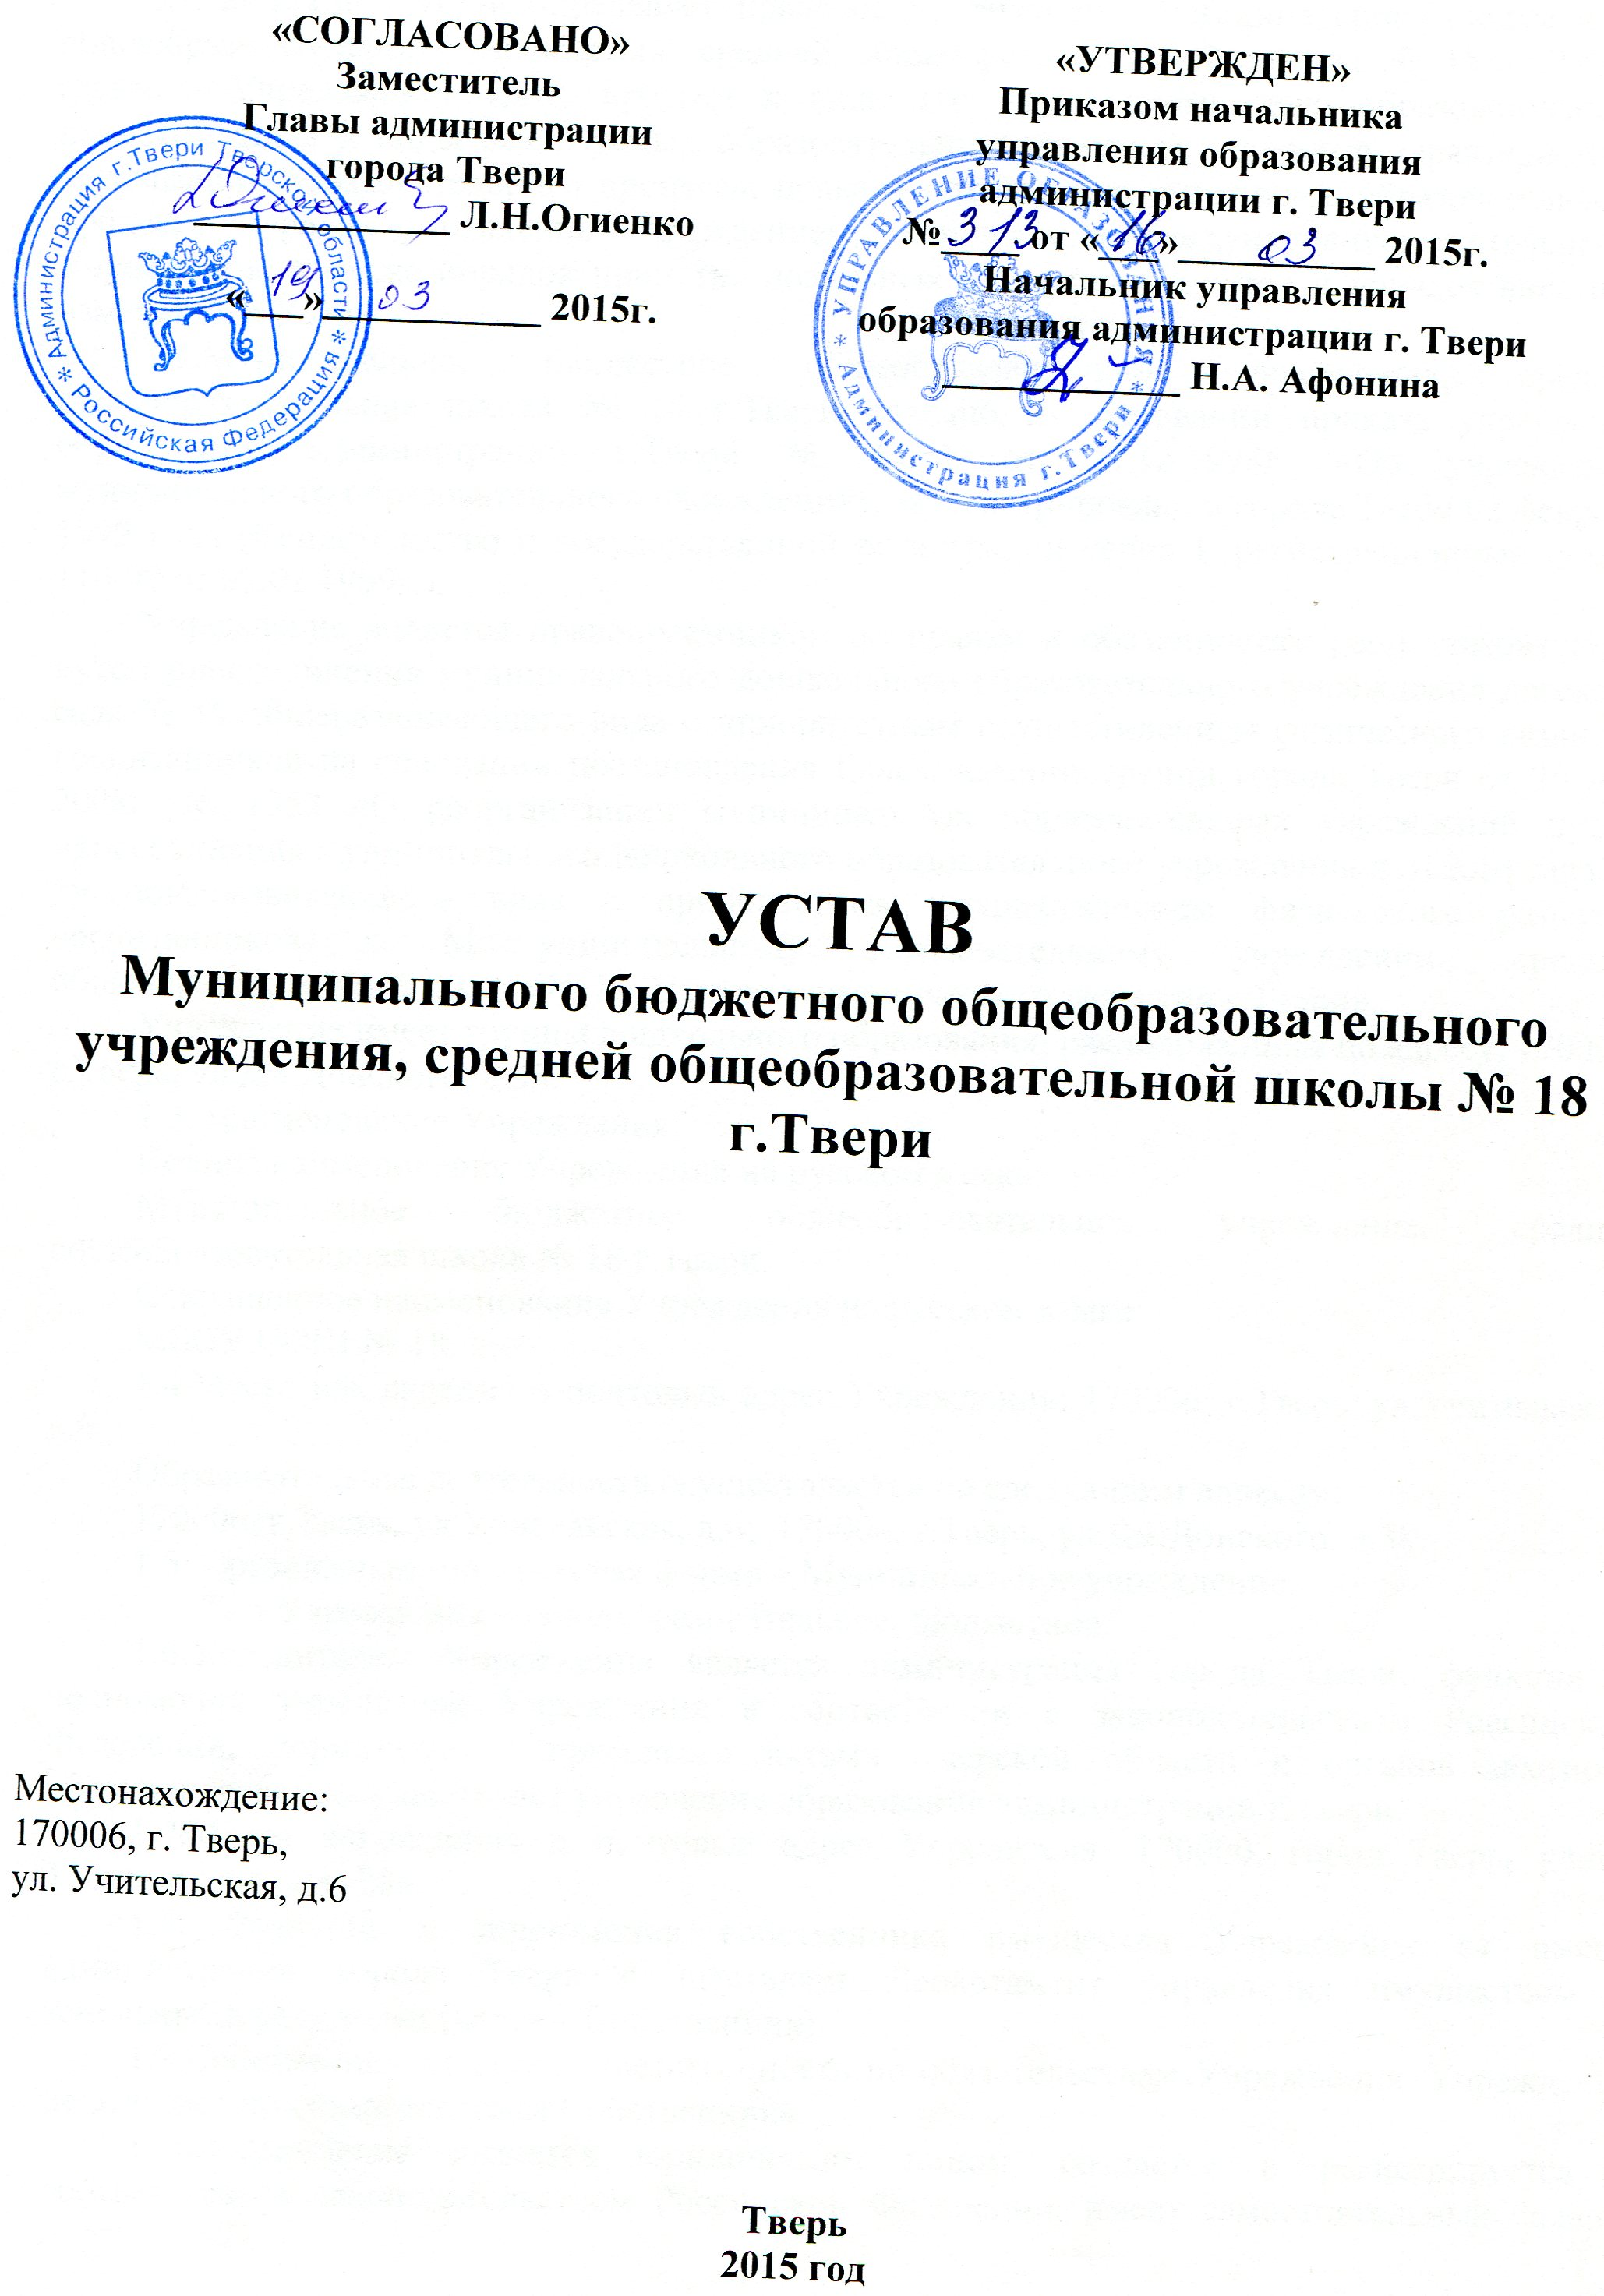 «СОГЛАСОВАНО»
Заместитель
Главы администрации
города Твери
Л.Н.Огиенко
«19» 03 2015г.
Администрация г.Твери Тверской области * Российская Федерация *
«УТВЕРЖДЕН»
Приказом начальника
управления образования
администрации г. Твери
№ 313 от «16» 03 2015г.
Начальник управления
образования администрации г. Твери
Н.А. Афонина
УПРАВЛЕНИЕ ОБРАЗОВАНИЯ * Администрация г.Твери *
УСТАВ
Муниципального бюджетного общеобразовательного
учреждения, средней общеобразовательной школы № 18
г.Твери
Местонахождение:
170006, г. Тверь,
ул. Учительская, д.6
Тверь
2015 год